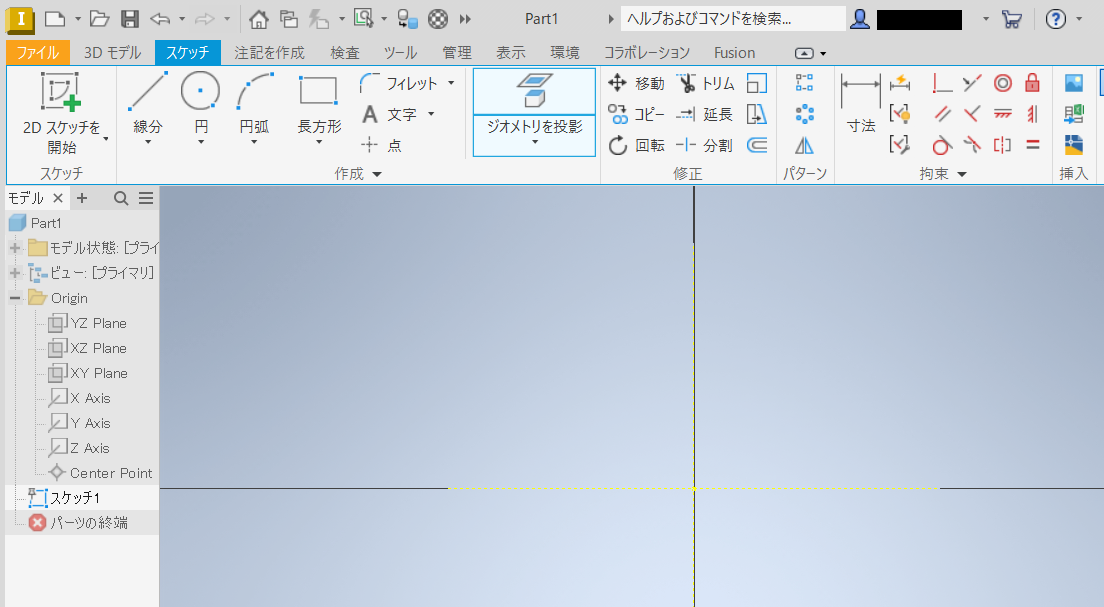 I
Part1
ヘルプおよびコマンドを検索...
?
ファイル 3D モデル スケッチ 注記を作成 検査 ツール 管理 表示 環境 コラボレーション Fusion
2D スケッチを
開始
線分
円
円弧
長方形
フィレット
A 文字
点
ジオメトリを投影
移動 トリム
コピー 延長
回転 分割
寸法
スケッチ
作成
修正
パターン
拘束
挿入
モデル
Part1
モデル状態: [プライ
ビュー: [プライマリ]
Origin
YZ Plane
XZ Plane
XY Plane
X Axis
Y Axis
Z Axis
Center Point
スケッチ1
パーツの終端